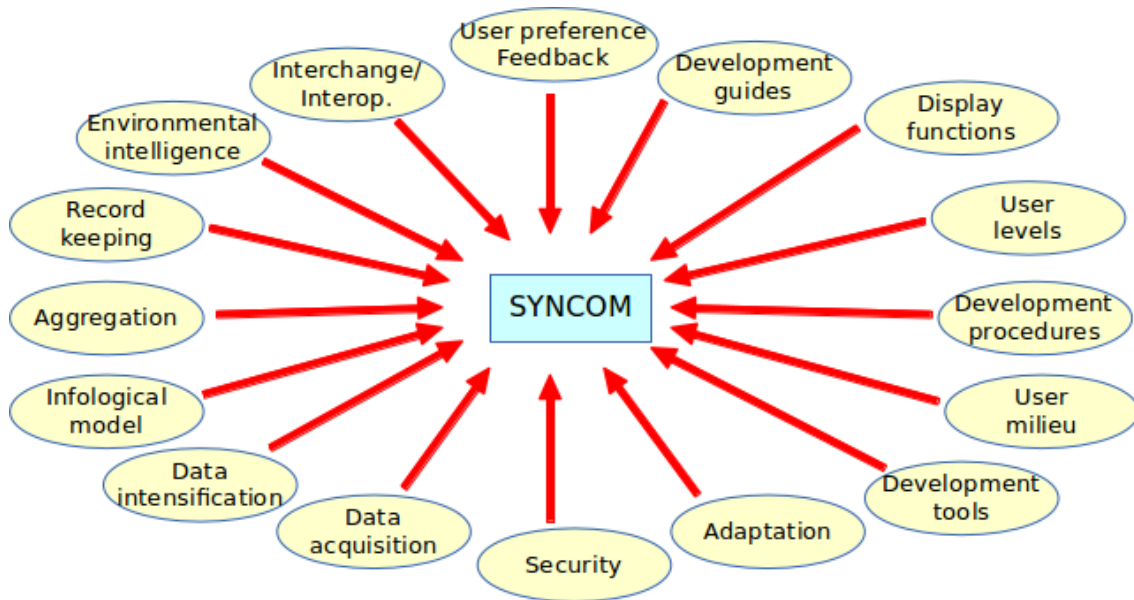 User preference
Feedback
Interchange/
Interop.
Development
guides
Environmental
intelligence
Display
functions
Record
keeping
User
levels
SYNCOM
Aggregation
Development
procedures
Infological
model
User
milieu
Data
intensification
Development
tools
Data
acquisition
Adaptation
Security